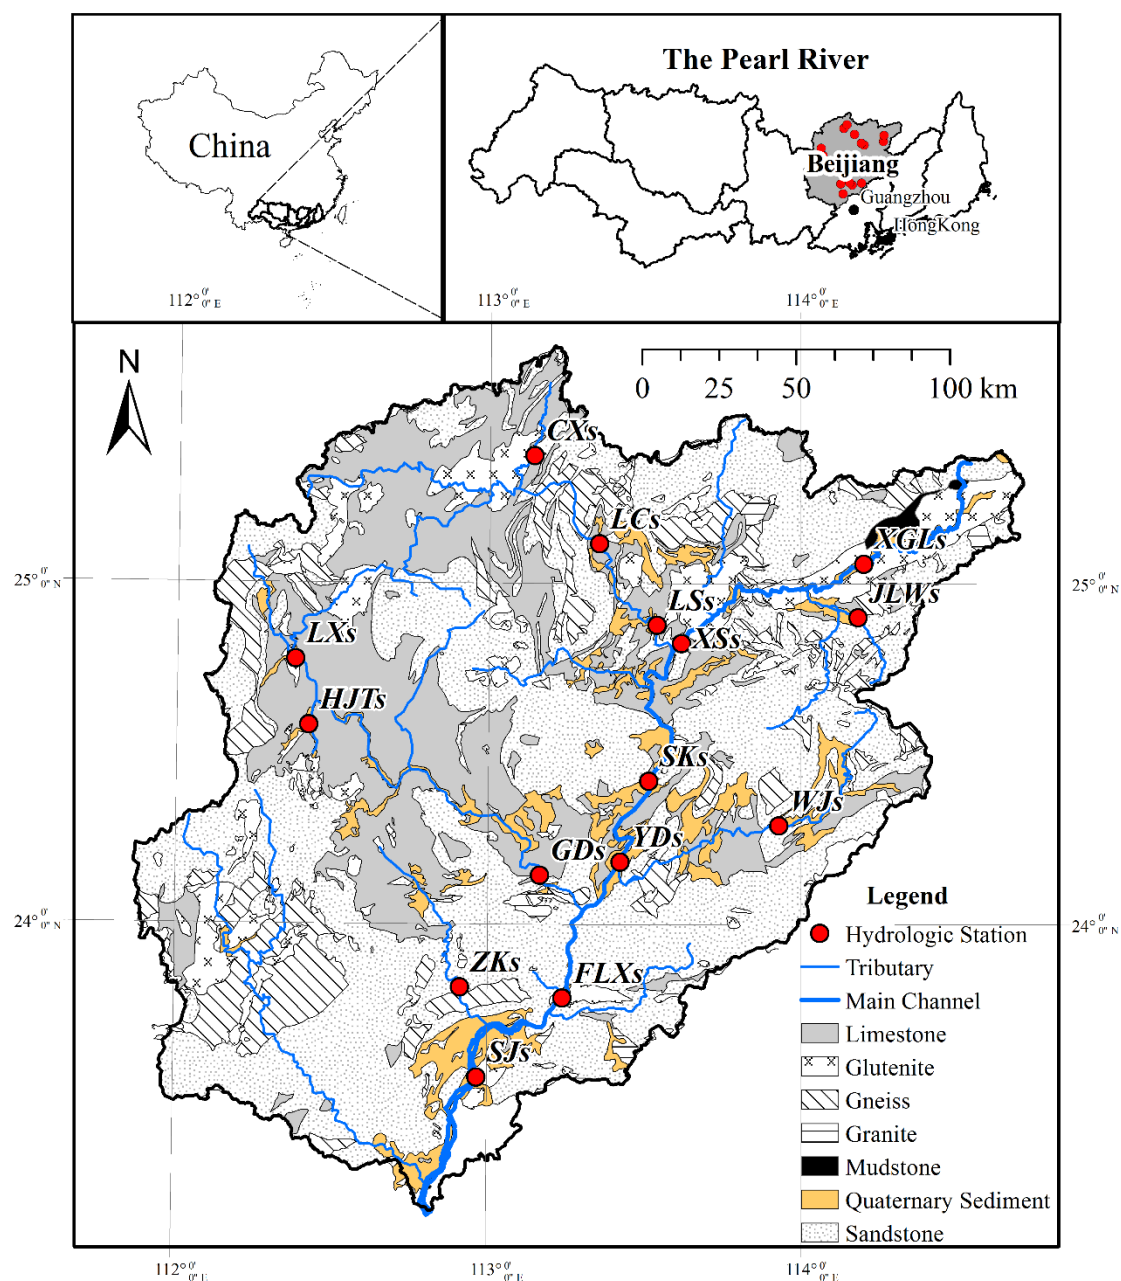 The Pearl River
China
Beijiang
Guangzhou
HongKong
112° 0′ 0″ E
113° 0′ 0″ E
114° 0′ 0″ E
N
0 25 50 100 km
CXs
LCs
XGLs
25° 0′ 0″ N
25° 0′ 0″ N
JLWs
LSs
LXs
XSs
HJTs
SKs
WJs
YDs
GDs
24° 0′ 0″ N
24° 0′ 0″ N
ZKs
FLXs
SJs
Legend
Hydrologic Station
Tributary
Main Channel
Limestone
Glutenite
Gneiss
Granite
Mudstone
Quaternary Sediment
Sandstone
112° 0′ 0″ E
113° 0′ 0″ E
114° 0′ 0″ E